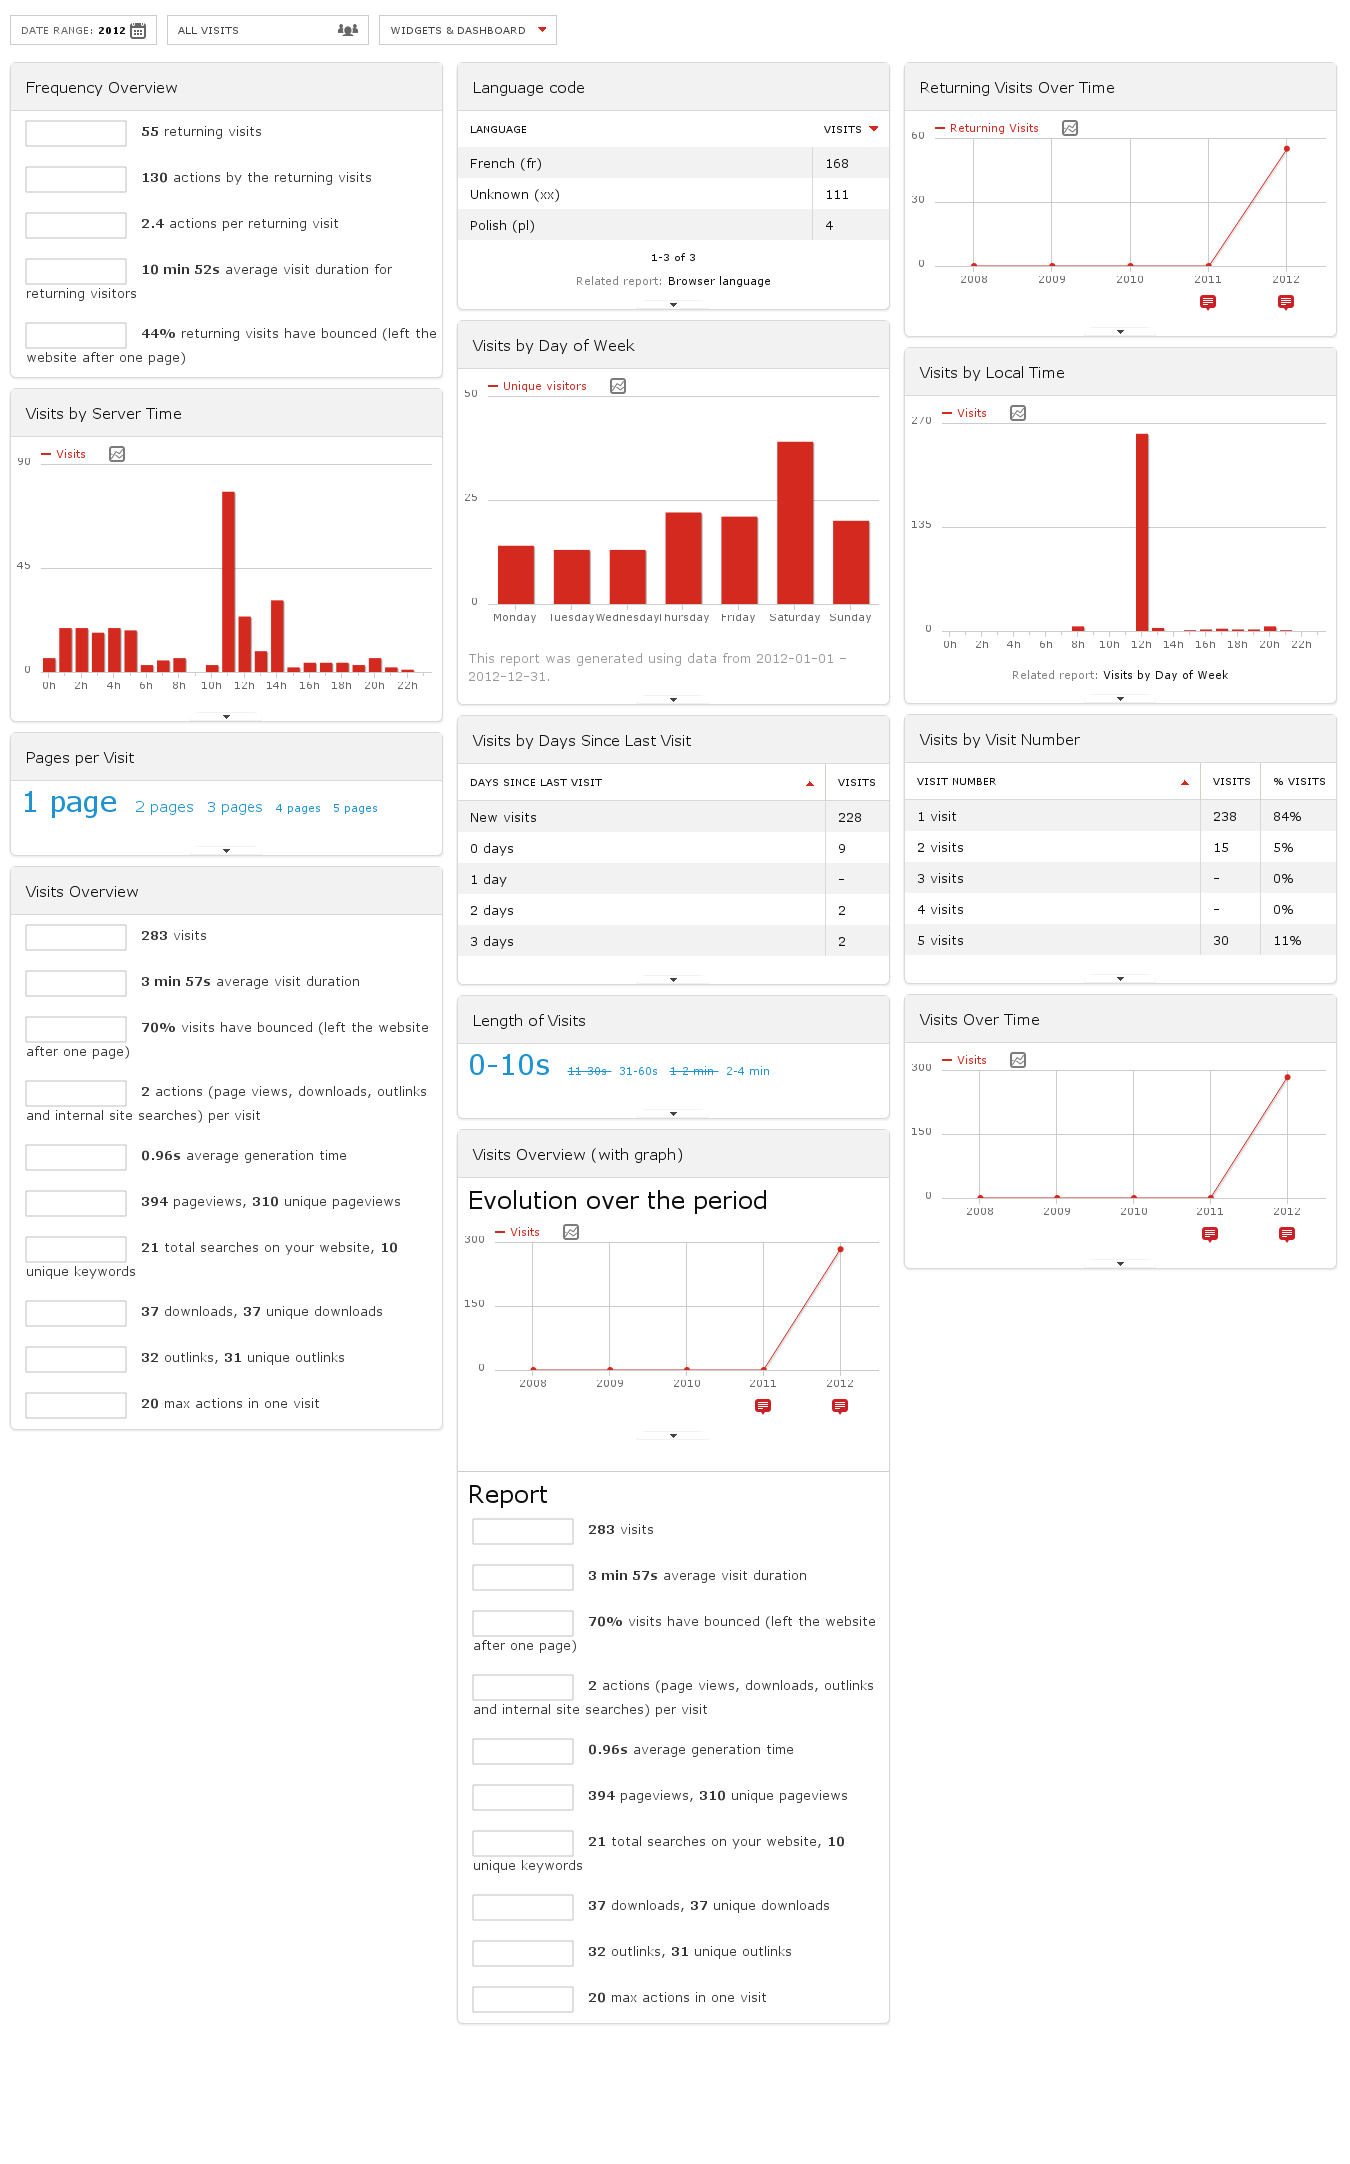 DATE RANGE: 2012
ALL VISITS
WIDGETS & DASHBOARD
Frequency Overview
55 returning visits
130 actions by the returning visits
2.4 actions per returning visit
10 min 52s average visit duration for
returning visitors
44% returning visits have bounced (left the
website after one page)
Visits by Server Time
Visits
90
45
0
0h 2h 4h 6h 8h 10h 12h 14h 16h 18h 20h 22h
Pages per Visit
1 page 2 pages 3 pages 4 pages 5 pages
Visits Overview
283 visits
3 min 57s average visit duration
70% visits have bounced (left the website
after one page)
2 actions (page views, downloads, outlinks
and internal site searches) per visit
0.96s average generation time
394 pageviews, 310 unique pageviews
21 total searches on your website, 10
unique keywords
37 downloads, 37 unique downloads
32 outlinks, 31 unique outlinks
20 max actions in one visit
Language code
LANGUAGE VISITS
French (fr) 168
Unknown (xx) 111
Polish (pl) 4
1-3 of 3
Related report: Browser language
Visits by Day of Week
Unique visitors
50
25
0
Monday Tuesday Wednesday Thursday Friday Saturday Sunday
This report was generated using data from 2012-01-01 -
2012-12-31.
Visits by Days Since Last Visit
DAYS SINCE LAST VISIT VISITS
New visits 228
0 days 9
1 day -
2 days 2
3 days 2
Length of Visits
0-10s 11-30s 31-60s 1-2 min 2-4 min
Visits Overview (with graph)
Evolution over the period
Visits
300
150
0
2008 2009 2010 2011 2012
Report
283 visits
3 min 57s average visit duration
70% visits have bounced (left the website
after one page)
2 actions (page views, downloads, outlinks
and internal site searches) per visit
0.96s average generation time
394 pageviews, 310 unique pageviews
21 total searches on your website, 10
unique keywords
37 downloads, 37 unique downloads
32 outlinks, 31 unique outlinks
20 max actions in one visit
Returning Visits Over Time
Returning Visits
60
30
0
2008 2009 2010 2011 2012
Visits by Local Time
Visits
270
135
0
0h 2h 4h 6h 8h 10h 12h 14h 16h 18h 20h 22h
Related report: Visits by Day of Week
Visits by Visit Number
VISIT NUMBER VISITS % VISITS
1 visit 238 84%
2 visits 15 5%
3 visits - 0%
4 visits - 0%
5 visits 30 11%
Visits Over Time
Visits
300
150
0
2008 2009 2010 2011 2012